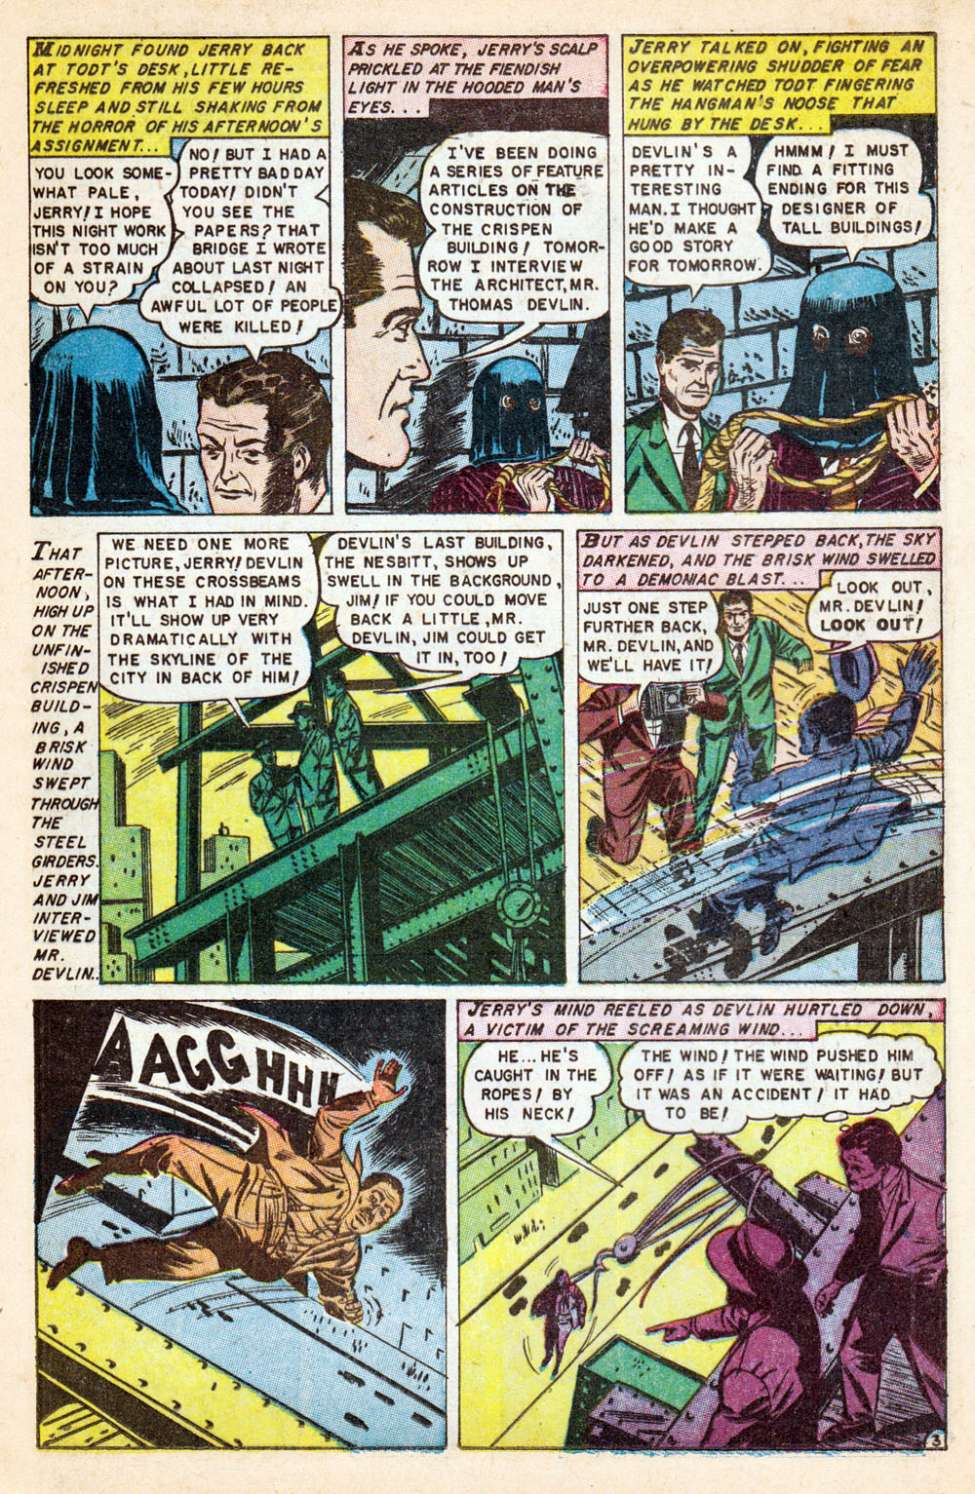 MIDNIGHT FOUND JERRY BACK
AT TODT'S DESK, LITTLE RE-
FRESHED FROM HIS FEW HOURS
SLEEP AND STILL SHAKING FROM
THE HORROR OF HIS AFTERNOON'S
ASSIGNMENT...
YOU LOOK SOME-
WHAT PALE,
JERRY! I HOPE
THIS NIGHT WORK
ISN'T TOO MUCH
OF A STRAIN
ON YOU?
NO! BUT I HAD A
PRETTY BAD DAY
TODAY! DIDN'T
YOU SEE THE
PAPERS? THAT
BRIDGE I WROTE
ABOUT LAST NIGHT
COLLAPSED! AN
AWFUL LOT OF PEOPLE
WERE KILLED!
AS HE SPOKE, JERRY'S SCALP
PRICKLED AT THE FIENDISH
LIGHT IN THE HOODED MAN'S
EYES...
I'VE BEEN DOING
A SERIES OF FEATURE
ARTICLES ON THE
CONSTRUCTION OF
THE CRISPEN
BUILDING! TOMOR-
ROW I INTERVIEW
THE ARCHITECT, MR.
THOMAS DEVLIN.
JERRY TALKED ON, FIGHTING AN
OVERPOWERING SHUDDER OF FEAR
AS HE WATCHED TODT FINGERING
THE HANGMAN'S NOOSE THAT
HUNG BY THE DESK...
DEVLIN'S A
PRETTY IN-
TERESTING
MAN. I THOUGHT
HE'D MAKE A
GOOD STORY
FOR TOMORROW.
HMMM! I MUST
FIND A FITTING
ENDING FOR THIS
DESIGNER OF
TALL BUILDINGS!
THAT
AFTER-
NOON,
HIGH UP
ON THE
UNFIN-
ISHED
CRISPEN
BUILD-
ING, A
BRISK
WIND
SWEPT
THROUGH
THE
STEEL
GIRDERS.
JERRY
AND JIM
INTER-
VIEWED
MR.
DEVLIN..
WE NEED ONE MORE
PICTURE, JERRY! DEVLIN
ON THESE CROSSBEAMS
IS WHAT I HAD IN MIND.
IT'LL SHOW UP VERY
DRAMATICALLY WITH
THE SKYLINE OF THE
CITY IN BACK OF HIM!
DEVLIN'S LAST BUILDING,
THE NESBITT, SHOWS UP
SWELL IN THE BACKGROUND,
JIM! IF YOU COULD MOVE
BACK A LITTLE, MR.
DEVLIN, JIM COULD GET
IT IN, TOO!
BUT AS DEVLIN STEPPED BACK, THE SKY
DARKENED, AND THE BRISK WIND SWELLED
TO A DEMONIAC BLAST...
JUST ONE STEP
FURTHER BACK,
MR. DEVLIN, AND
WE'LL HAVE IT!
LOOK OUT,
MR. DEVLIN!
LOOK OUT!
AAGGHHHH
JERRY'S MIND REELED AS DEVLIN HURTLED DOWN,
A VICTIM OF THE SCREAMING WIND...
HE... HE'S
CAUGHT IN THE
ROPES! BY
HIS NECK!
THE WIND! THE WIND PUSHED HIM
OFF! AS IF IT WERE WAITING! BUT
IT WAS AN ACCIDENT! IT HAD
TO BE!
3